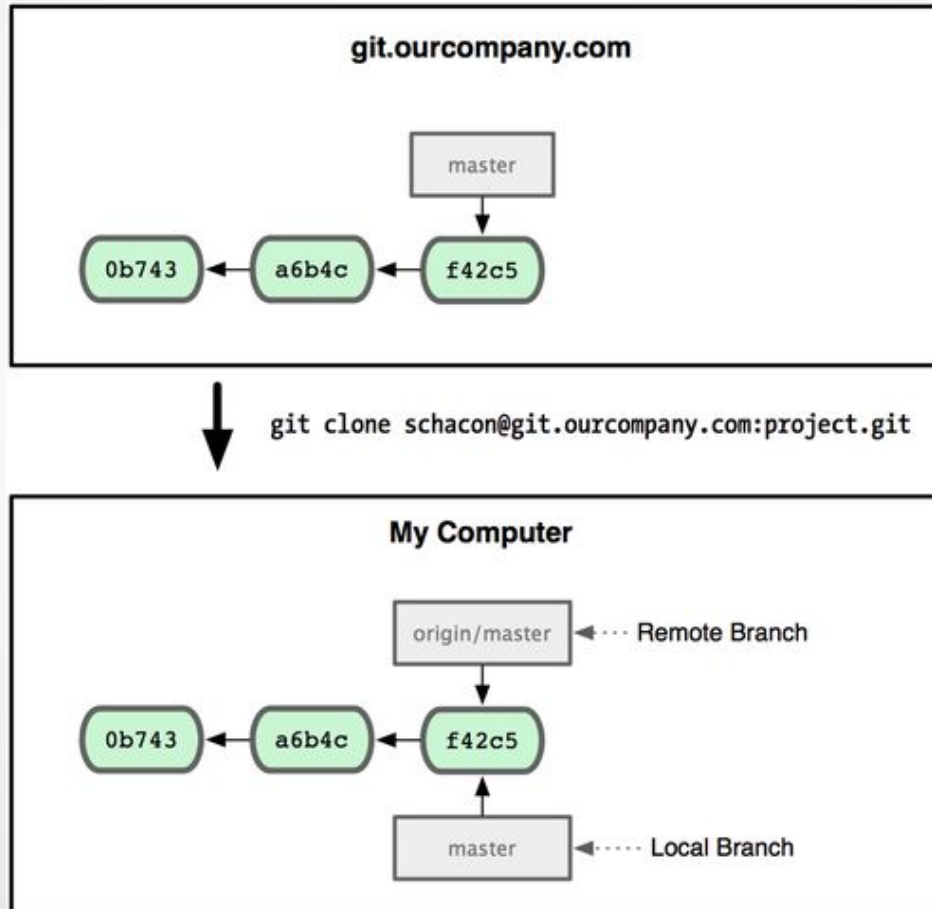 git.ourcompany.com
master
0b743 a6b4c f42c5
git clone schacon@git.ourcompany.com:project.git
My Computer
origin/master Remote Branch
0b743 a6b4c f42c5
master Local Branch